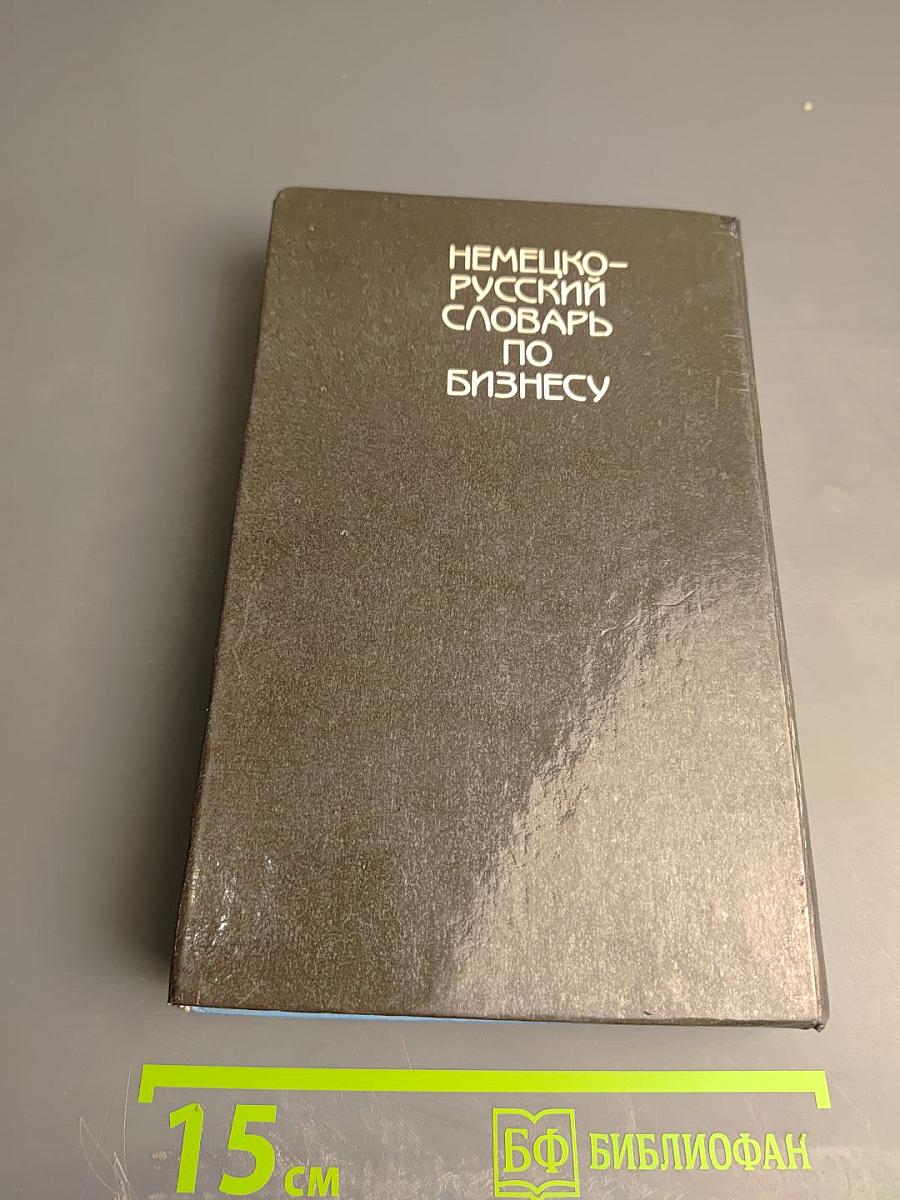 НЕМЕЦКО-
РУССКИЙ
СЛОВАРЬ
ПО
БИЗНЕСУ
15 см
БФ БИБЛИОФАН